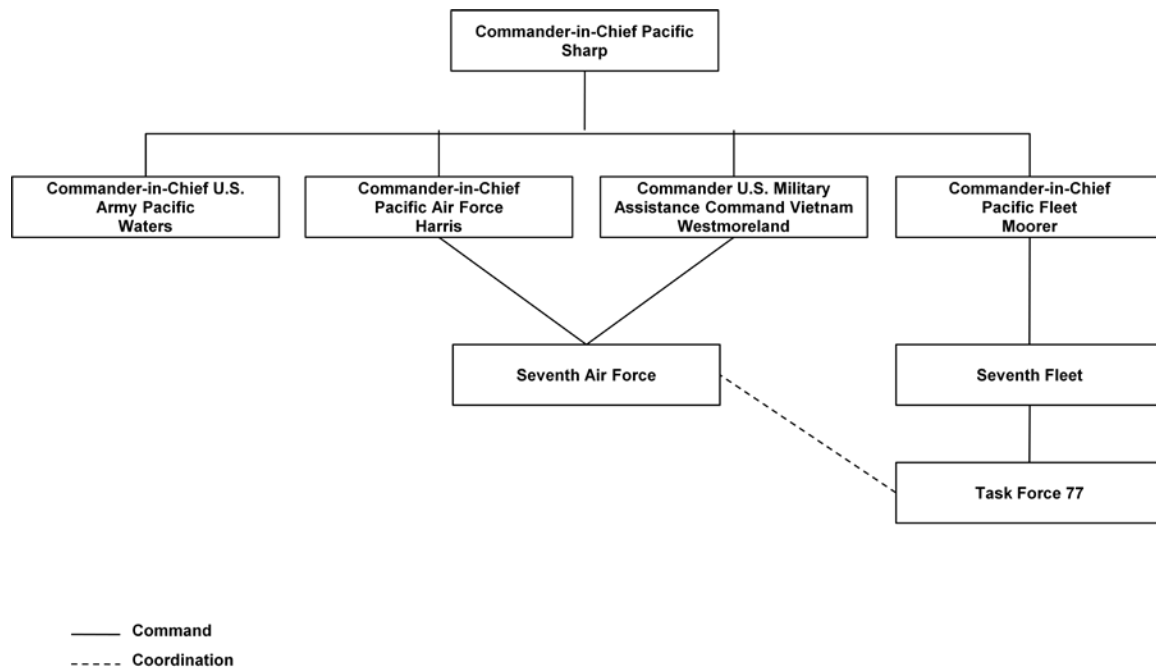 Commander-in-Chief Pacific
Sharp
Commander-in-Chief U.S.
Army Pacific
Waters
Commander-in-Chief
Pacific Air Force
Harris
Commander U.S. Military
Assistance Command Vietnam
Westmoreland
Commander-in-Chief
Pacific Fleet
Moorer
Seventh Air Force
Seventh Fleet
Task Force 77
Command
Coordination